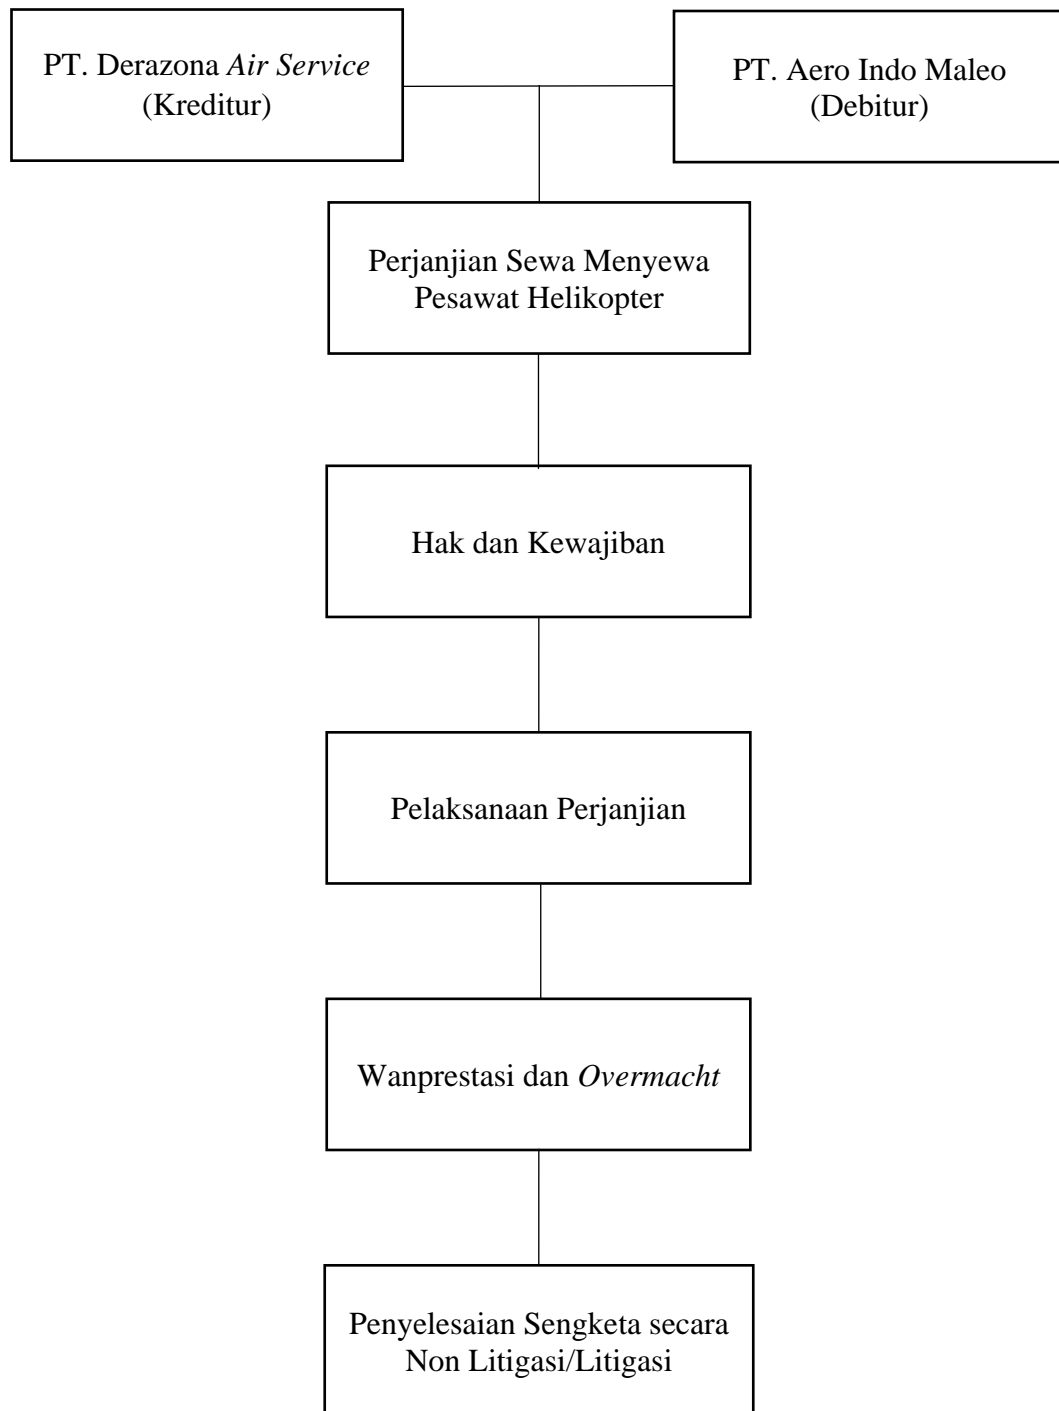 PT. Derazona Air Service
(Kreditur)
PT. Aero Indo Maleo
(Debitur)
Perjanjian Sewa Menyewa
Pesawat Helikopter
Hak dan Kewajiban
Pelaksanaan Perjanjian
Wanprestasi dan Overmacht
Penyelesaian Sengketa secara
Non Litigasi/Litigasi